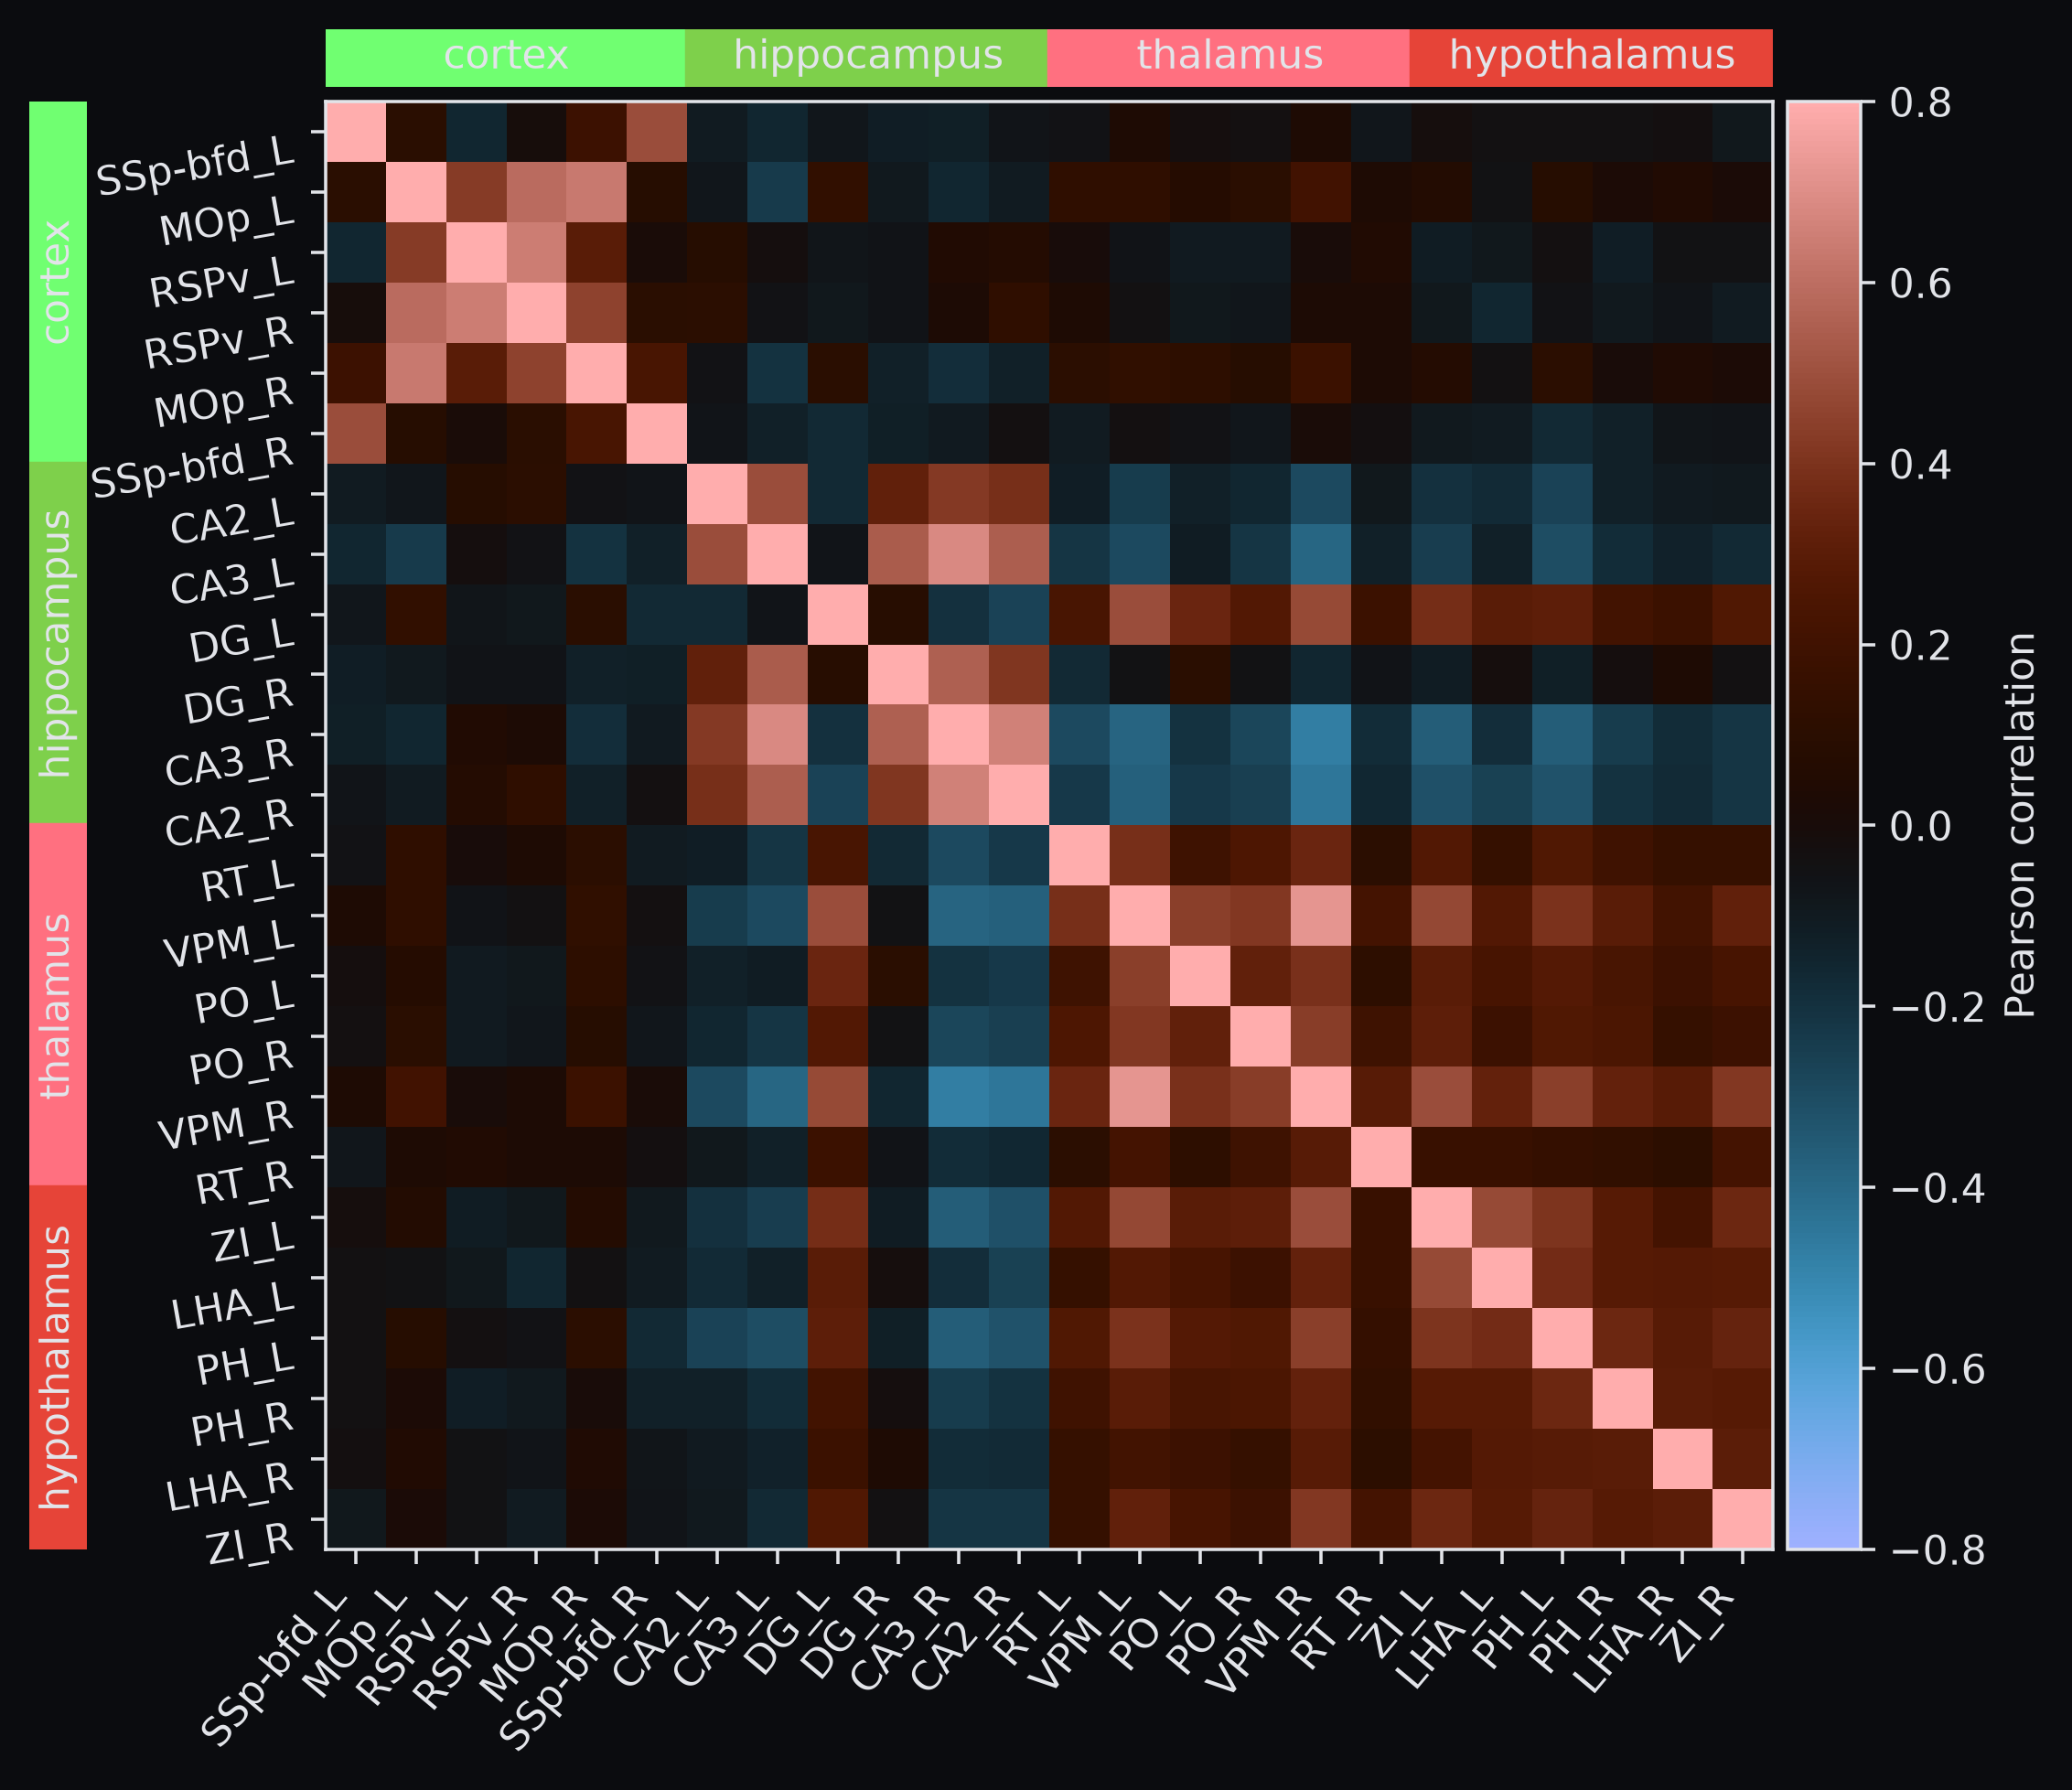 cortex hippocampus thalamus hypothalamus
cortex
hippocampus
thalamus
hypothalamus
SSp-bfd_L
MOp_L
RSPv_L
RSPv_R
MOp_R
SSp-bfd_R
CA2_L
CA3_L
DG_L
DG_R
CA3_R
CA2_R
RT_L
VPM_L
PO_L
PO_R
VPM_R
RT_R
ZI_L
LHA_L
PH_L
PH_R
LHA_R
ZI_R
SSp-bfd_L
MOp_L
RSPv_L
RSPv_R
MOp_R
SSp-bfd_R
CA2_L
CA3_L
DG_L
DG_R
CA3_R
CA2_R
RT_L
VPM_L
PO_L
PO_R
VPM_R
RT_R
ZI_L
LHA_L
PH_L
PH_R
LHA_R
ZI_R
0.8
0.6
0.4
0.2
0.0
−0.2
−0.4
−0.6
−0.8
Pearson correlation